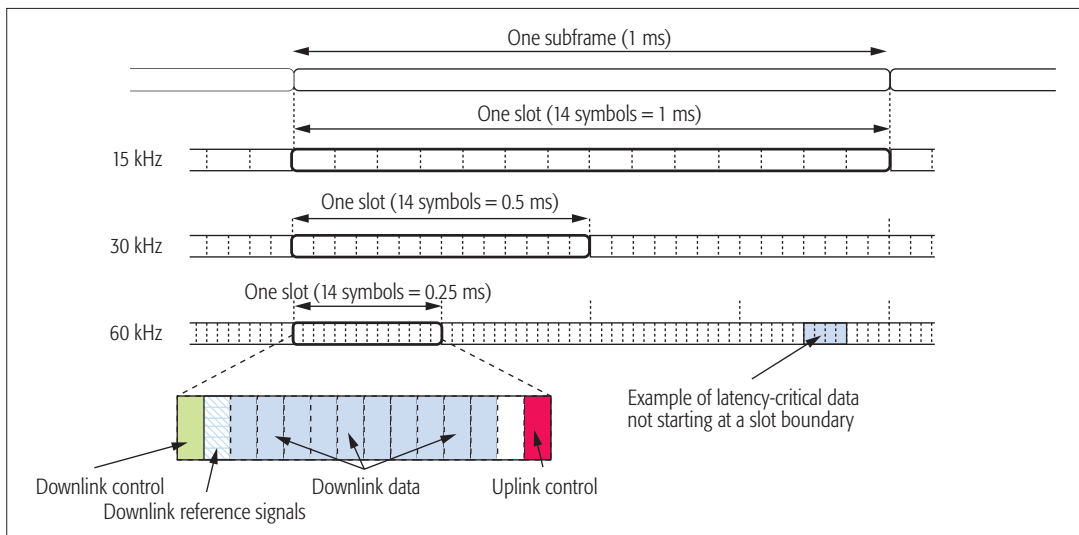 One subframe (1 ms)
One slot (14 symbols = 1 ms)
15 kHz
One slot (14 symbols = 0.5 ms)
30 kHz
One slot (14 symbols = 0.25 ms)
60 kHz
Example of latency-critical data
not starting at a slot boundary
Downlink control
Downlink data
Uplink control
Downlink reference signals